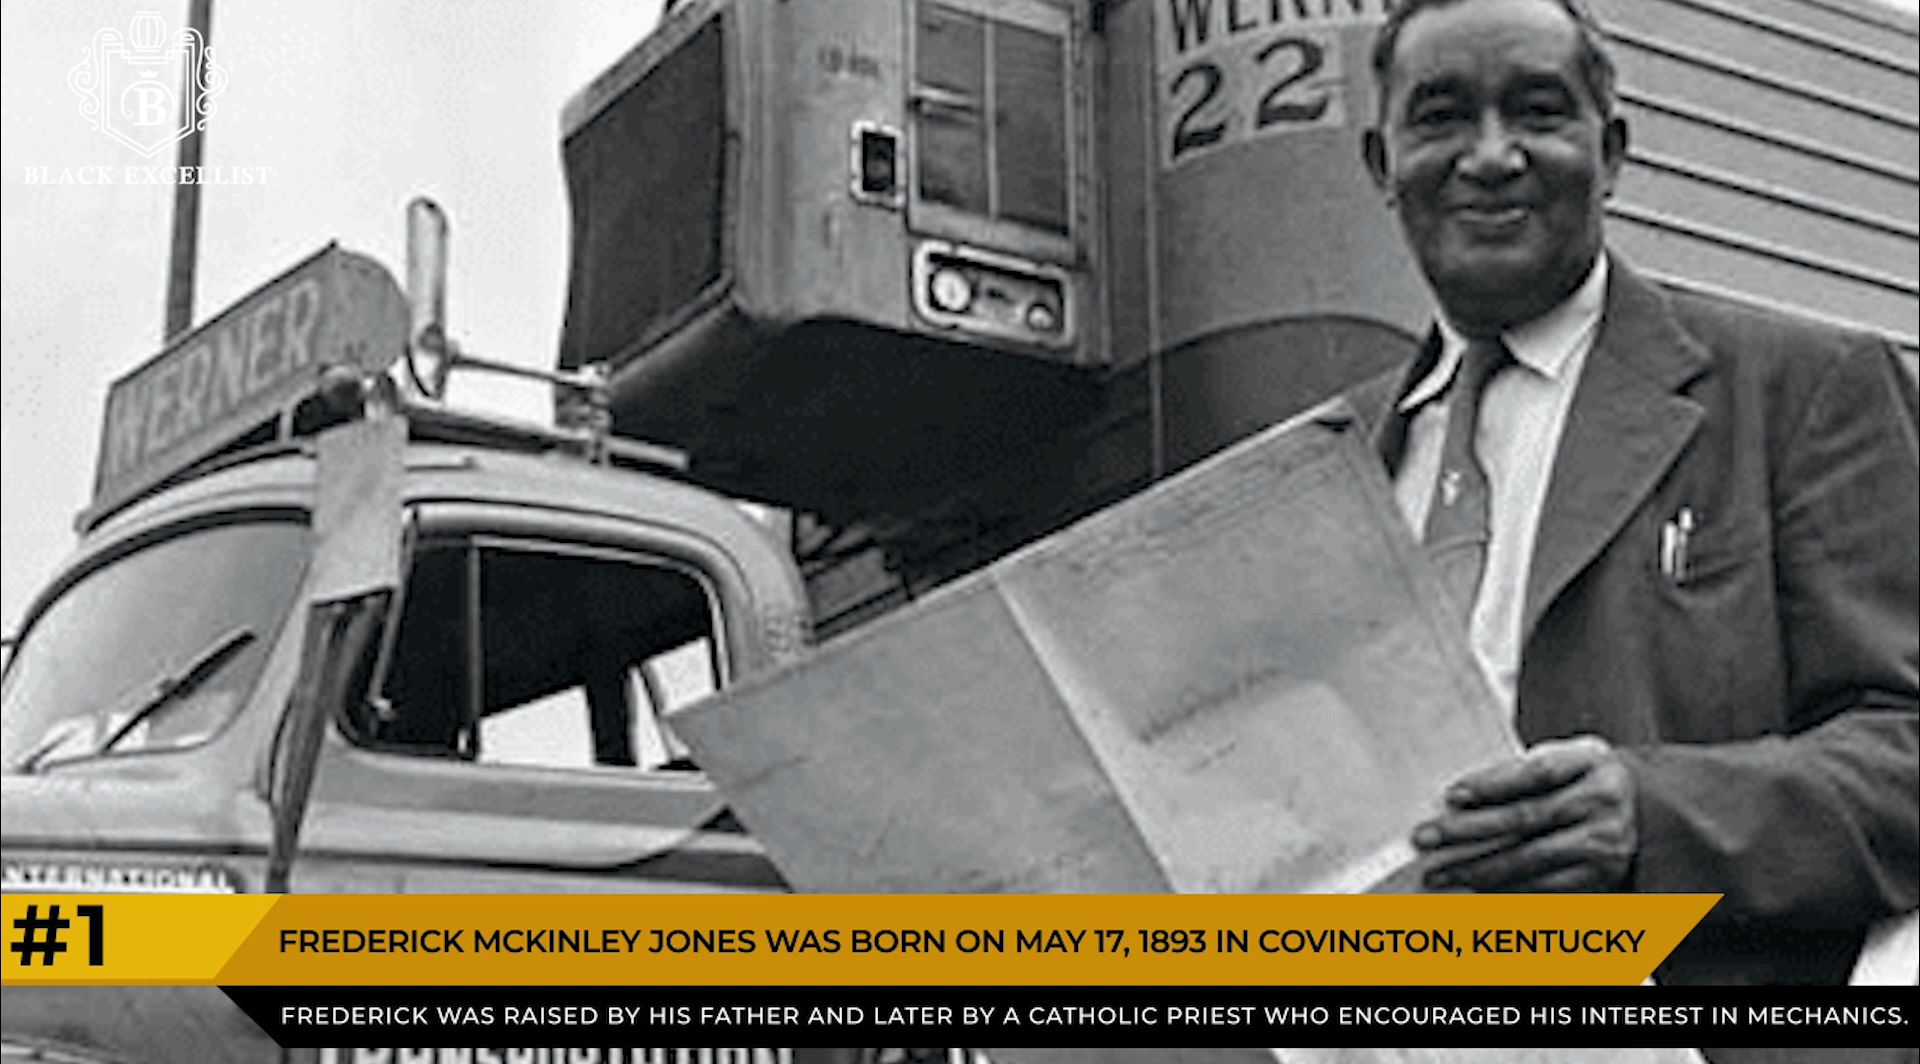 B
BLACK EXCELLIST
WERNER
22
WERNER
INTERNATIONAL
#1
FREDERICK MCKINLEY JONES WAS BORN ON MAY 17, 1893 IN COVINGTON, KENTUCKY
FREDERICK WAS RAISED BY HIS FATHER AND LATER BY A CATHOLIC PRIEST WHO ENCOURAGED HIS INTEREST IN MECHANICS.